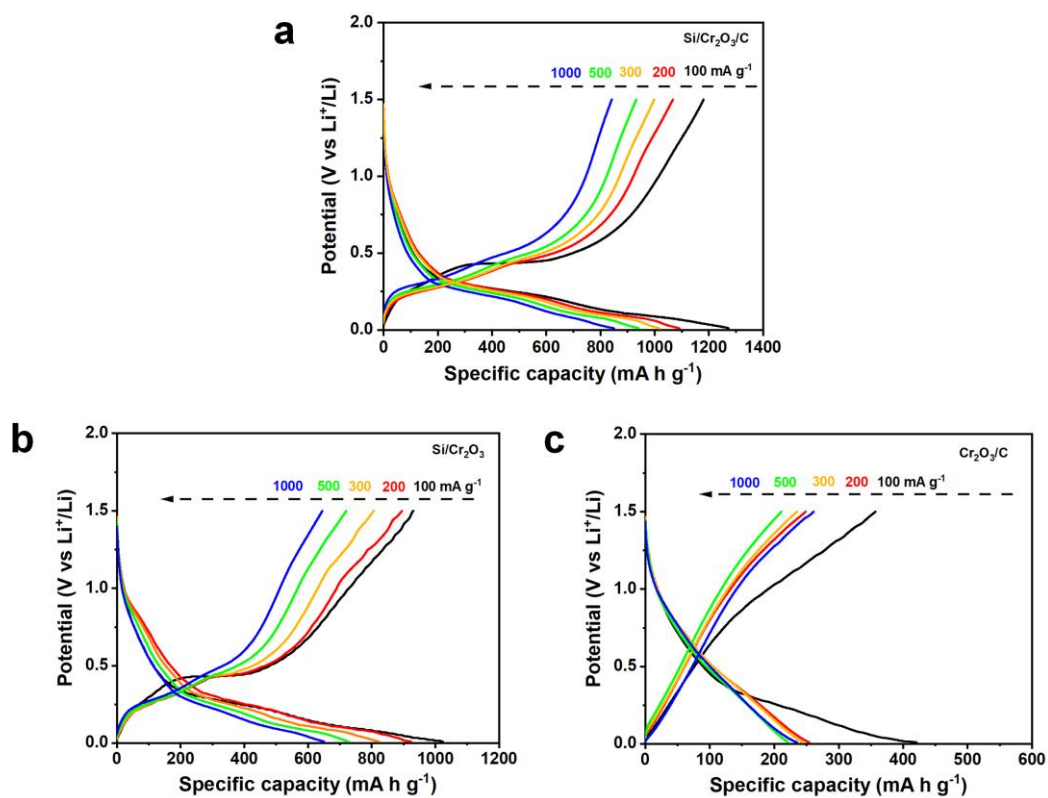 a
Si/Cr₂O₃/C
1000 500 300 200 100 mA g⁻¹
2.0
1.5
1.0
0.5
0.0
Potential (V vs Li⁺/Li)
0 200 400 600 800 1000 1200 1400
Specific capacity (mA h g⁻¹)
b
Si/Cr₂O₃
1000 500 300 200 100 mA g⁻¹
2.0
1.5
1.0
0.5
0.0
Potential (V vs Li⁺/Li)
0 200 400 600 800 1000 1200
Specific capacity (mA h g⁻¹)
c
Cr₂O₃/C
1000 500 300 200 100 mA g⁻¹
2.0
1.5
1.0
0.5
0.0
Potential (V vs Li⁺/Li)
0 100 200 300 400 500 600
Specific capacity (mA h g⁻¹)